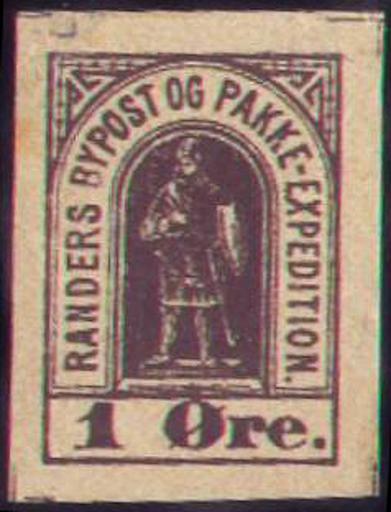 RANDERS BYPOST OG PAKKE-EXPEDITION.
1 Øre.